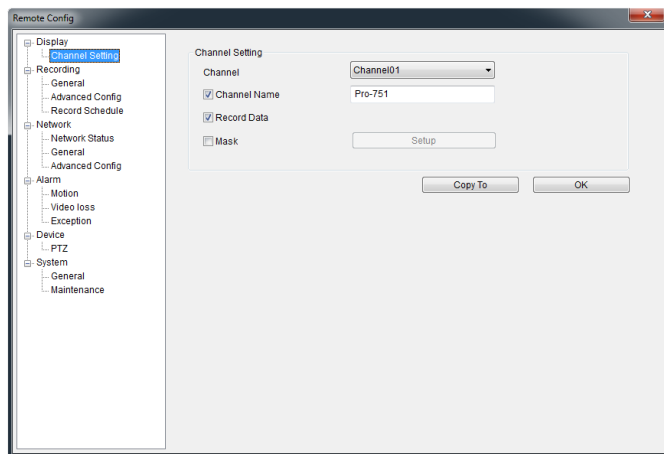 Remote Config
Display
Channel Setting
Recording
General
Advanced Config
Record Schedule
Network
Network Status
General
Advanced Config
Alarm
Motion
Video loss
Exception
Device
PTZ
System
General
Maintenance
Channel Setting
Channel Channel01
Channel Name Pro-751
Record Data
Mask Setup
Copy To OK